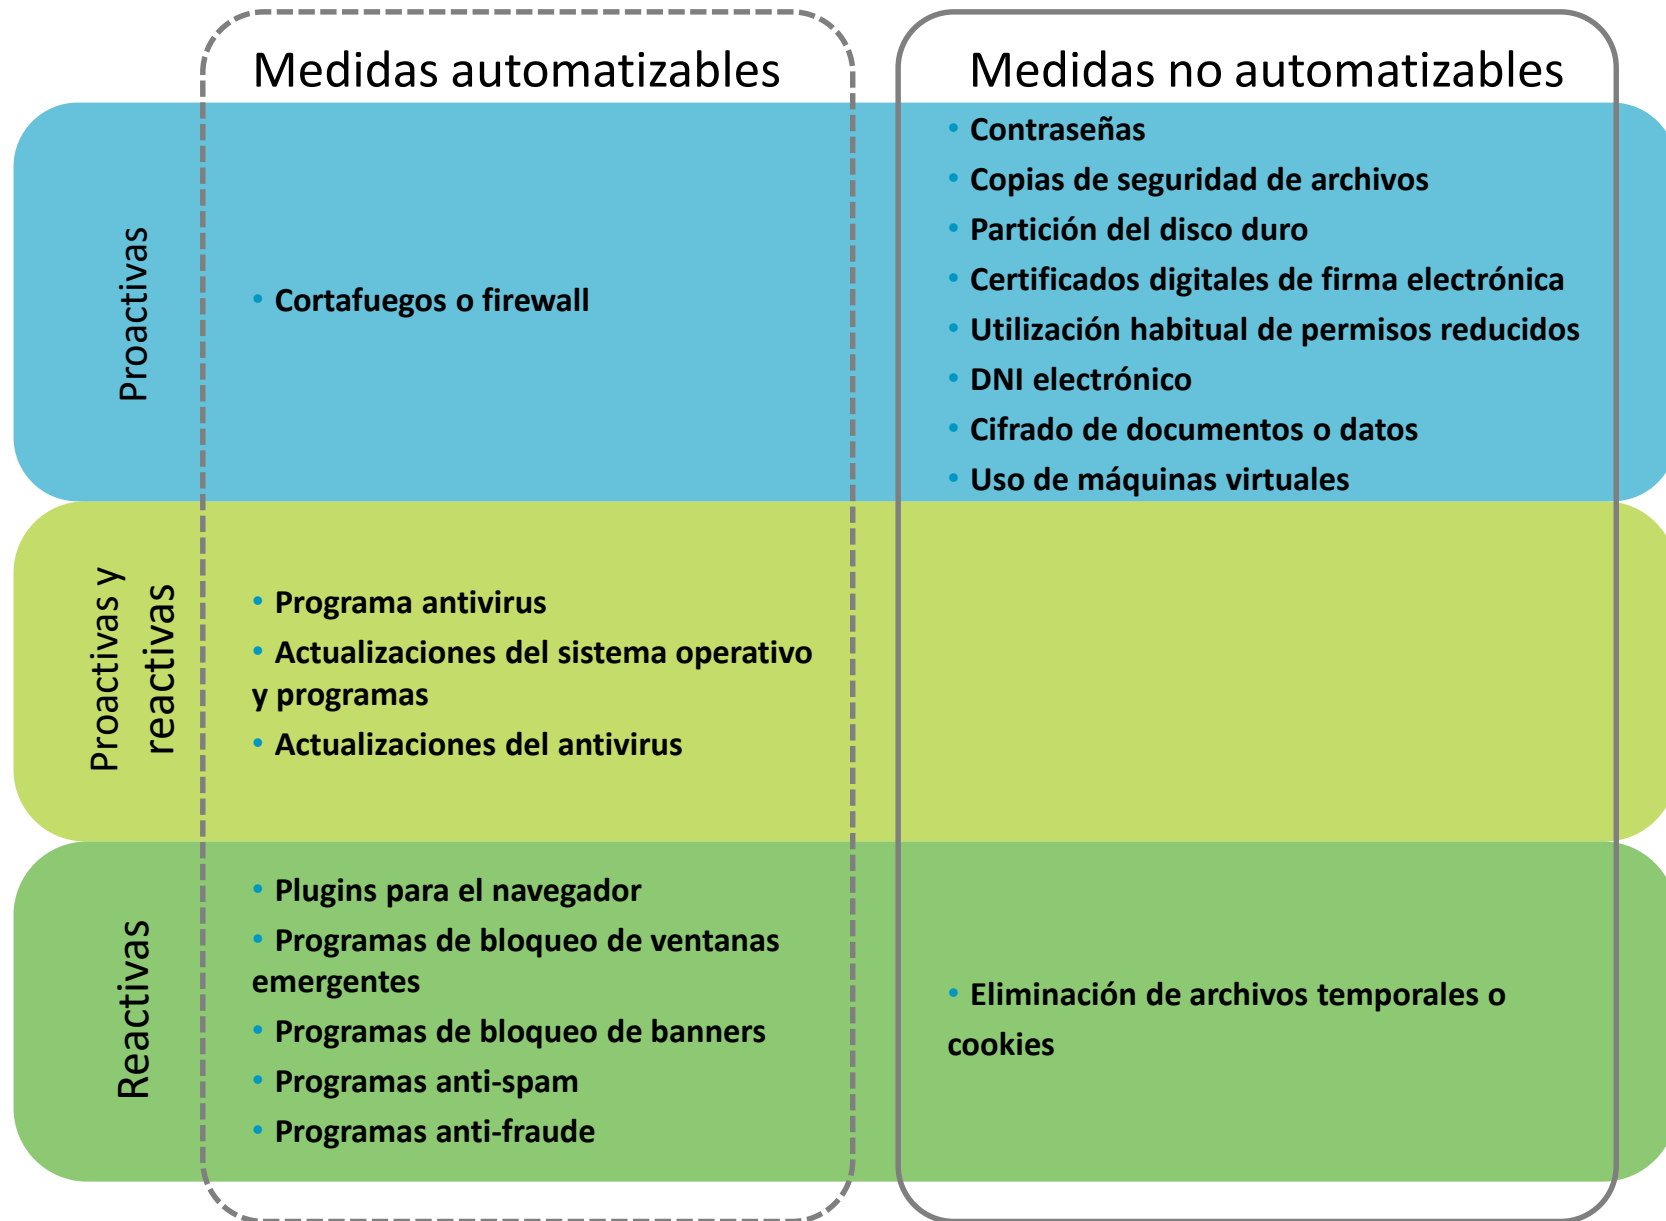 Medidas automatizables
Medidas no automatizables
Proactivas
• Cortafuegos o firewall
• Contraseñas
• Copias de seguridad de archivos
• Partición del disco duro
• Certificados digitales de firma electrónica
• Utilización habitual de permisos reducidos
• DNI electrónico
• Cifrado de documentos o datos
• Uso de máquinas virtuales
Proactivas y
reactivas
• Programa antivirus
• Actualizaciones del sistema operativo
y programas
• Actualizaciones del antivirus
Reactivas
• Plugins para el navegador
• Programas de bloqueo de ventanas
emergentes
• Programas de bloqueo de banners
• Programas anti-spam
• Programas anti-fraude
• Eliminación de archivos temporales o
cookies